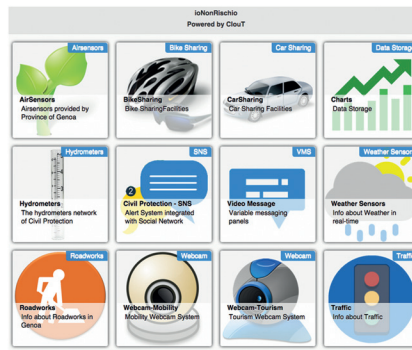 ioNonRischio
Powered by ClouT
Airsensors
AirSensors
Airsensors provided by
Province of Genoa
Bike Sharing
BikeSharing
Bike SharingFacilities
Car Sharing
CarSharing
Car Sharing Facilities
Data Storage
Charts
Data Storage
Hydrometers
Hydrometers
The hydrometers network
of Civil Protection
SNS
2
Civil Protection - SNS
Alert System integrated
with Social Network
VMS
Video Message
Variable messaging
panels
Weather Sensors
Weather Sensors
Info about Weather in
real-time
Roadworks
Roadworks
Info about Roadworks in
Genoa
Webcam
Webcam-Mobility
Mobility Webcam System
Webcam
Webcam-Tourism
Tourism Webcam System
Traffic
Traffic
Info about Traffic